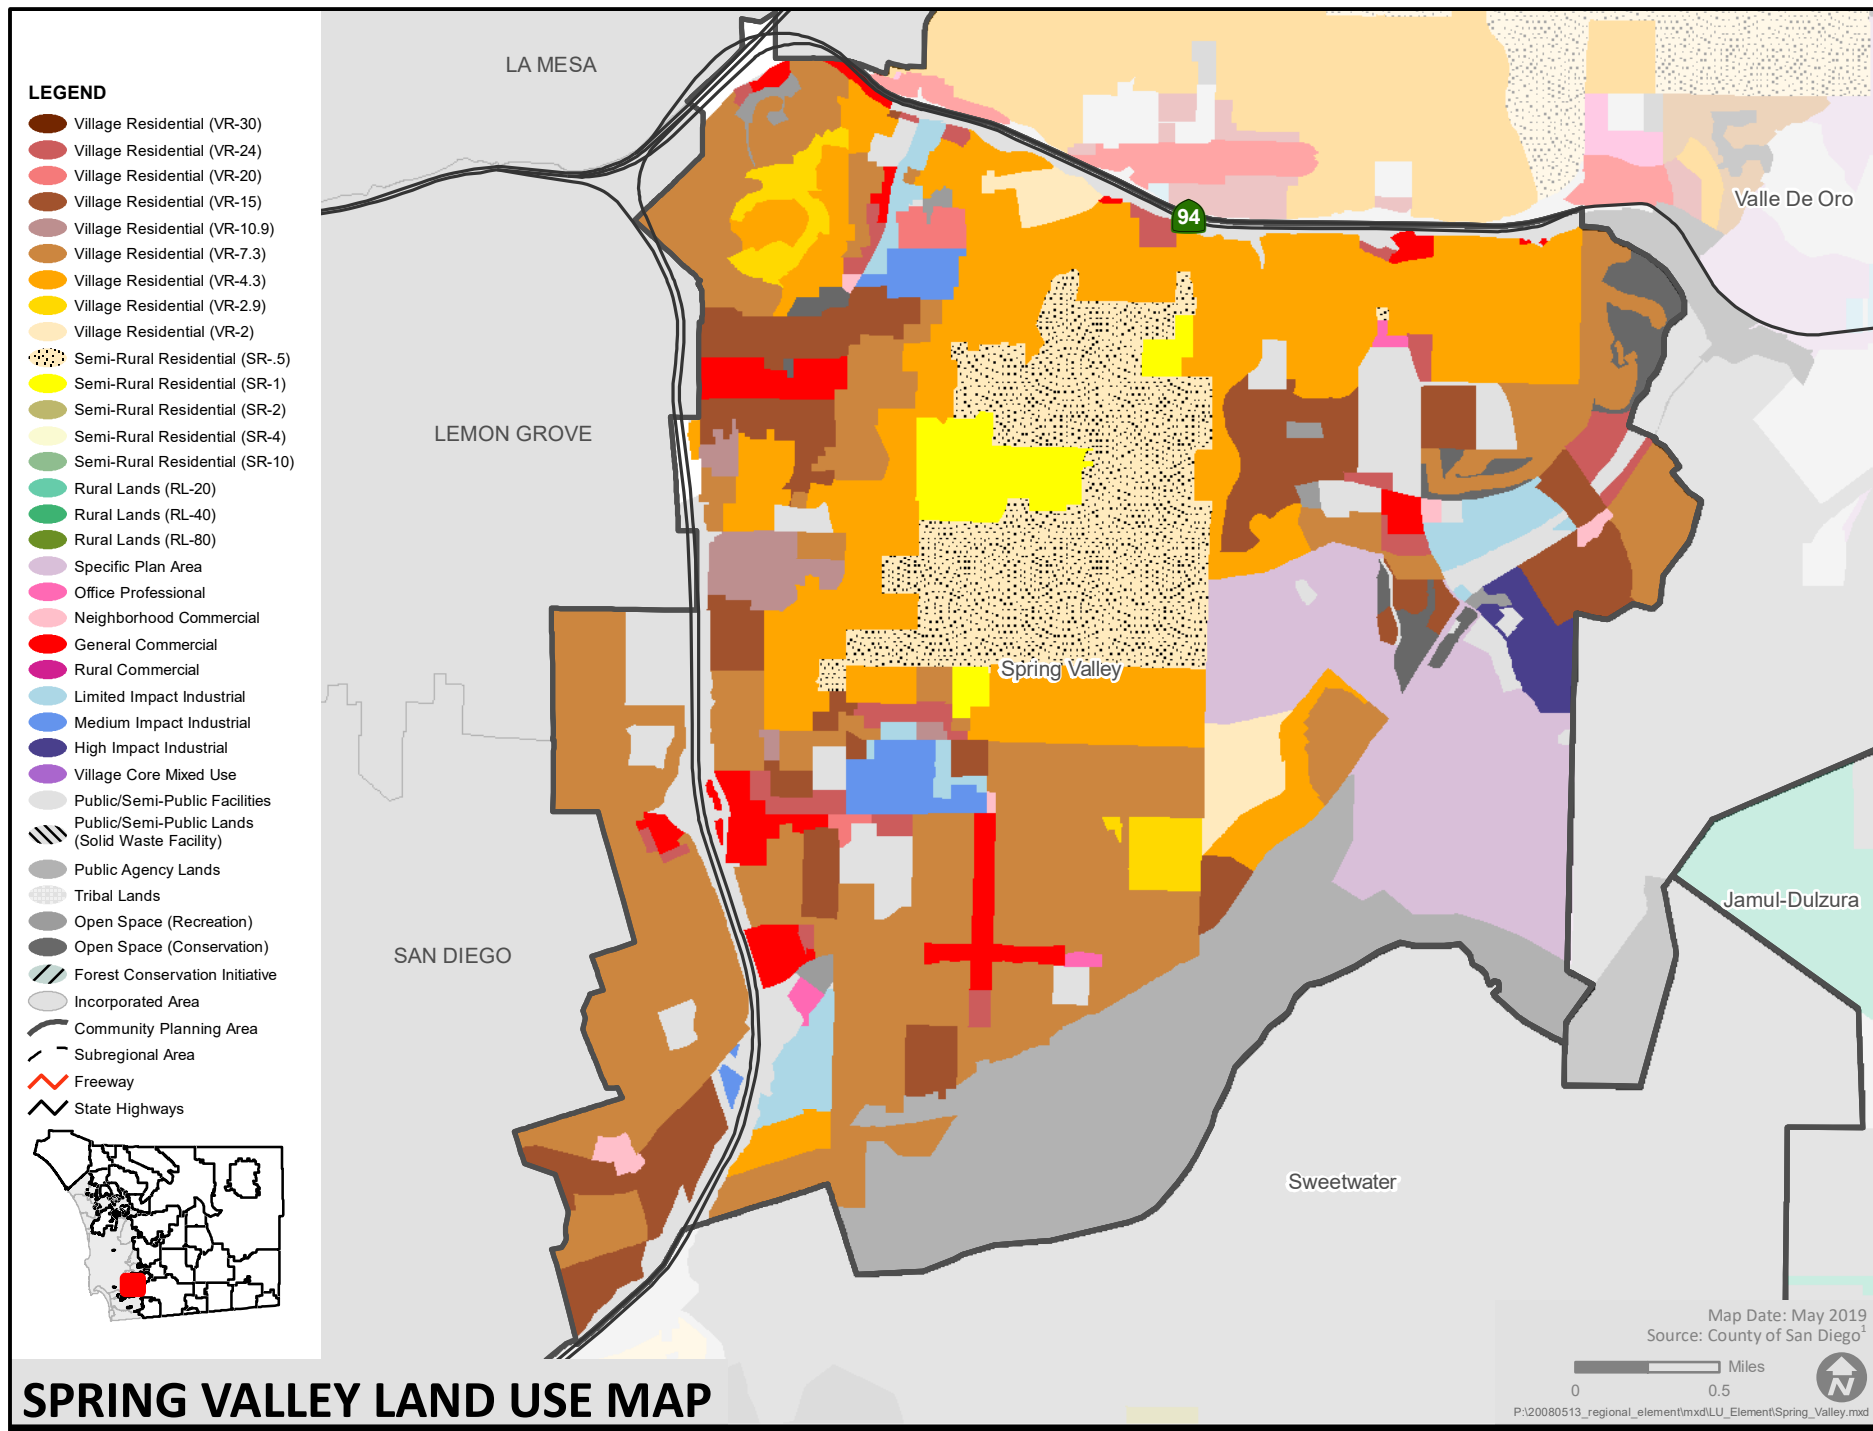 LEGEND
Village Residential (VR-30)
Village Residential (VR-24)
Village Residential (VR-20)
Village Residential (VR-15)
Village Residential (VR-10.9)
Village Residential (VR-7.3)
Village Residential (VR-4.3)
Village Residential (VR-2.9)
Village Residential (VR-2)
Semi-Rural Residential (SR-.5)
Semi-Rural Residential (SR-1)
Semi-Rural Residential (SR-2)
Semi-Rural Residential (SR-4)
Semi-Rural Residential (SR-10)
Rural Lands (RL-20)
Rural Lands (RL-40)
Rural Lands (RL-80)
Specific Plan Area
Office Professional
Neighborhood Commercial
General Commercial
Rural Commercial
Limited Impact Industrial
Medium Impact Industrial
High Impact Industrial
Village Core Mixed Use
Public/Semi-Public Facilities
Public/Semi-Public Lands
(Solid Waste Facility)
Public Agency Lands
Tribal Lands
Open Space (Recreation)
Open Space (Conservation)
Forest Conservation Initiative
Incorporated Area
Community Planning Area
Subregional Area
Freeway
State Highways
LA MESA
Valle De Oro
94
LEMON GROVE
Spring Valley
Jamul-Dulzura
SAN DIEGO
Sweetwater
Map Date: May 2019
Source: County of San Diego1
Miles
0 0.5
N
P:\20080513_regional_element\mxd\LU_Element\Spring_Valley.mxd
SPRING VALLEY LAND USE MAP